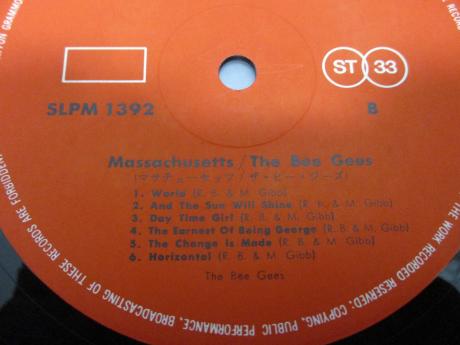 ST 33
SLPM 1392
B
Massachusetts / The Bee Gees
(マサチューセッツ/ザ・ビー・ジーズ)
1. World (R. B. & M. Gibb)
2. And The Sun Will Shine (R. B. & M. Gibb)
3. Day Time Girl (R. B. & M. Gibb)
4. The Earnest Of Being George (R. B. & M. Gibb)
5. The Change Is Made (R. B. & M. Gibb)
6. Horizontal (R. B. & M. Gibb)
The Bee Gees
THE WORK RECORDED RESERVED: COPYING, PUBLIC PERFORMANCE, BROADCASTING OF THESE RECORDS ARE FORBIDDEN